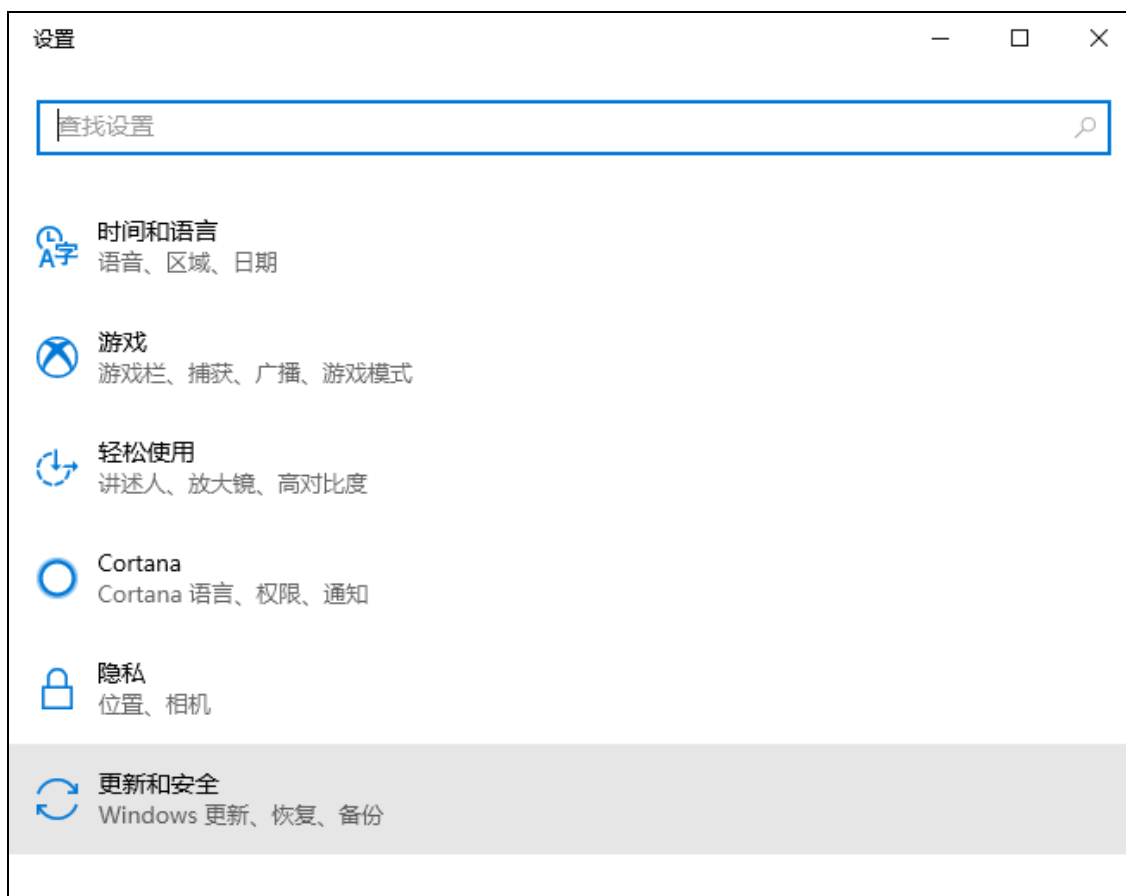 设置
查找设置
时间和语言
语音、区域、日期
游戏
游戏栏、捕获、广播、游戏模式
轻松使用
讲述人、放大镜、高对比度
Cortana
Cortana 语言、权限、通知
隐私
位置、相机
更新和安全
Windows 更新、恢复、备份